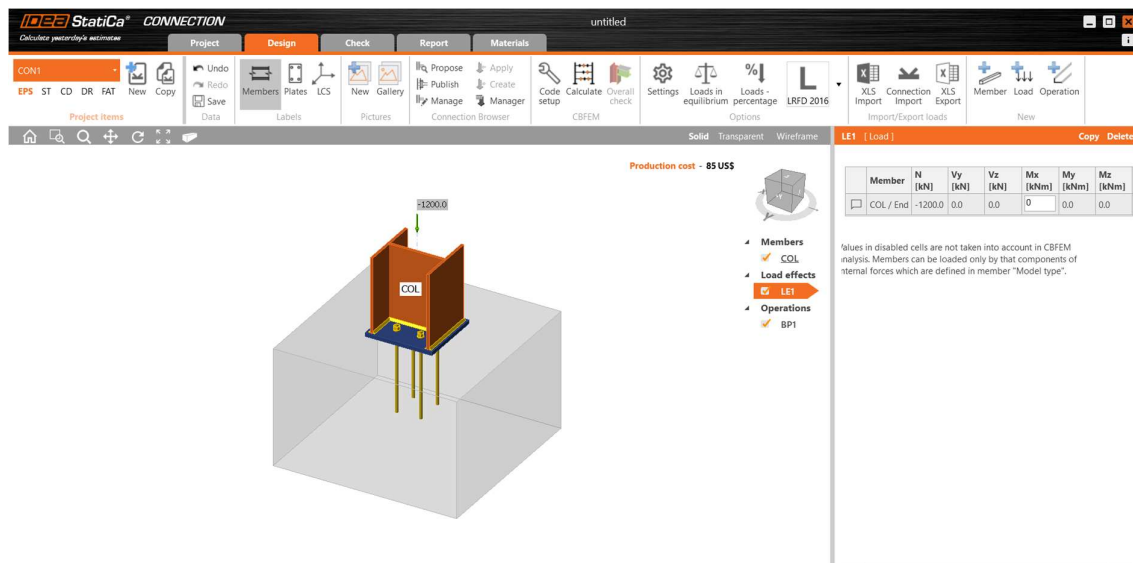 IDEA StatiCa® CONNECTION
untitled
Calculate yesterday's estimates
Project Design Check Report Materials
CON1
EPS ST CD DR FAT
New Copy
Project items
Undo
Redo
Save
Data
Members Plates LCS
Labels
New Gallery
Pictures
Propose Apply
Publish Create
Manage Manager
Connection Browser
Code setup Calculate Overall check
CBFEM
Settings Loads in equilibrium Loads - percentage LRFD 2016
Options
XLS Import Connection Import XLS Export
Import/Export loads
Member Load Operation
New
Solid Transparent Wireframe
LE1 [ Load ] Copy Delete
Production cost - 85 US$
-1200.0
COL
Members
COL
Load effects
LE1
Operations
BP1
Member N [kN] Vy [kN] Vz [kN] Mx [kNm] My [kNm] Mz [kNm]
COL / End -1200.0 0.0 0.0 0 0.0 0.0
Values in disabled cells are not taken into account in CBFEM
analysis. Members can be loaded only by that components of
internal forces which are defined in member "Model type".